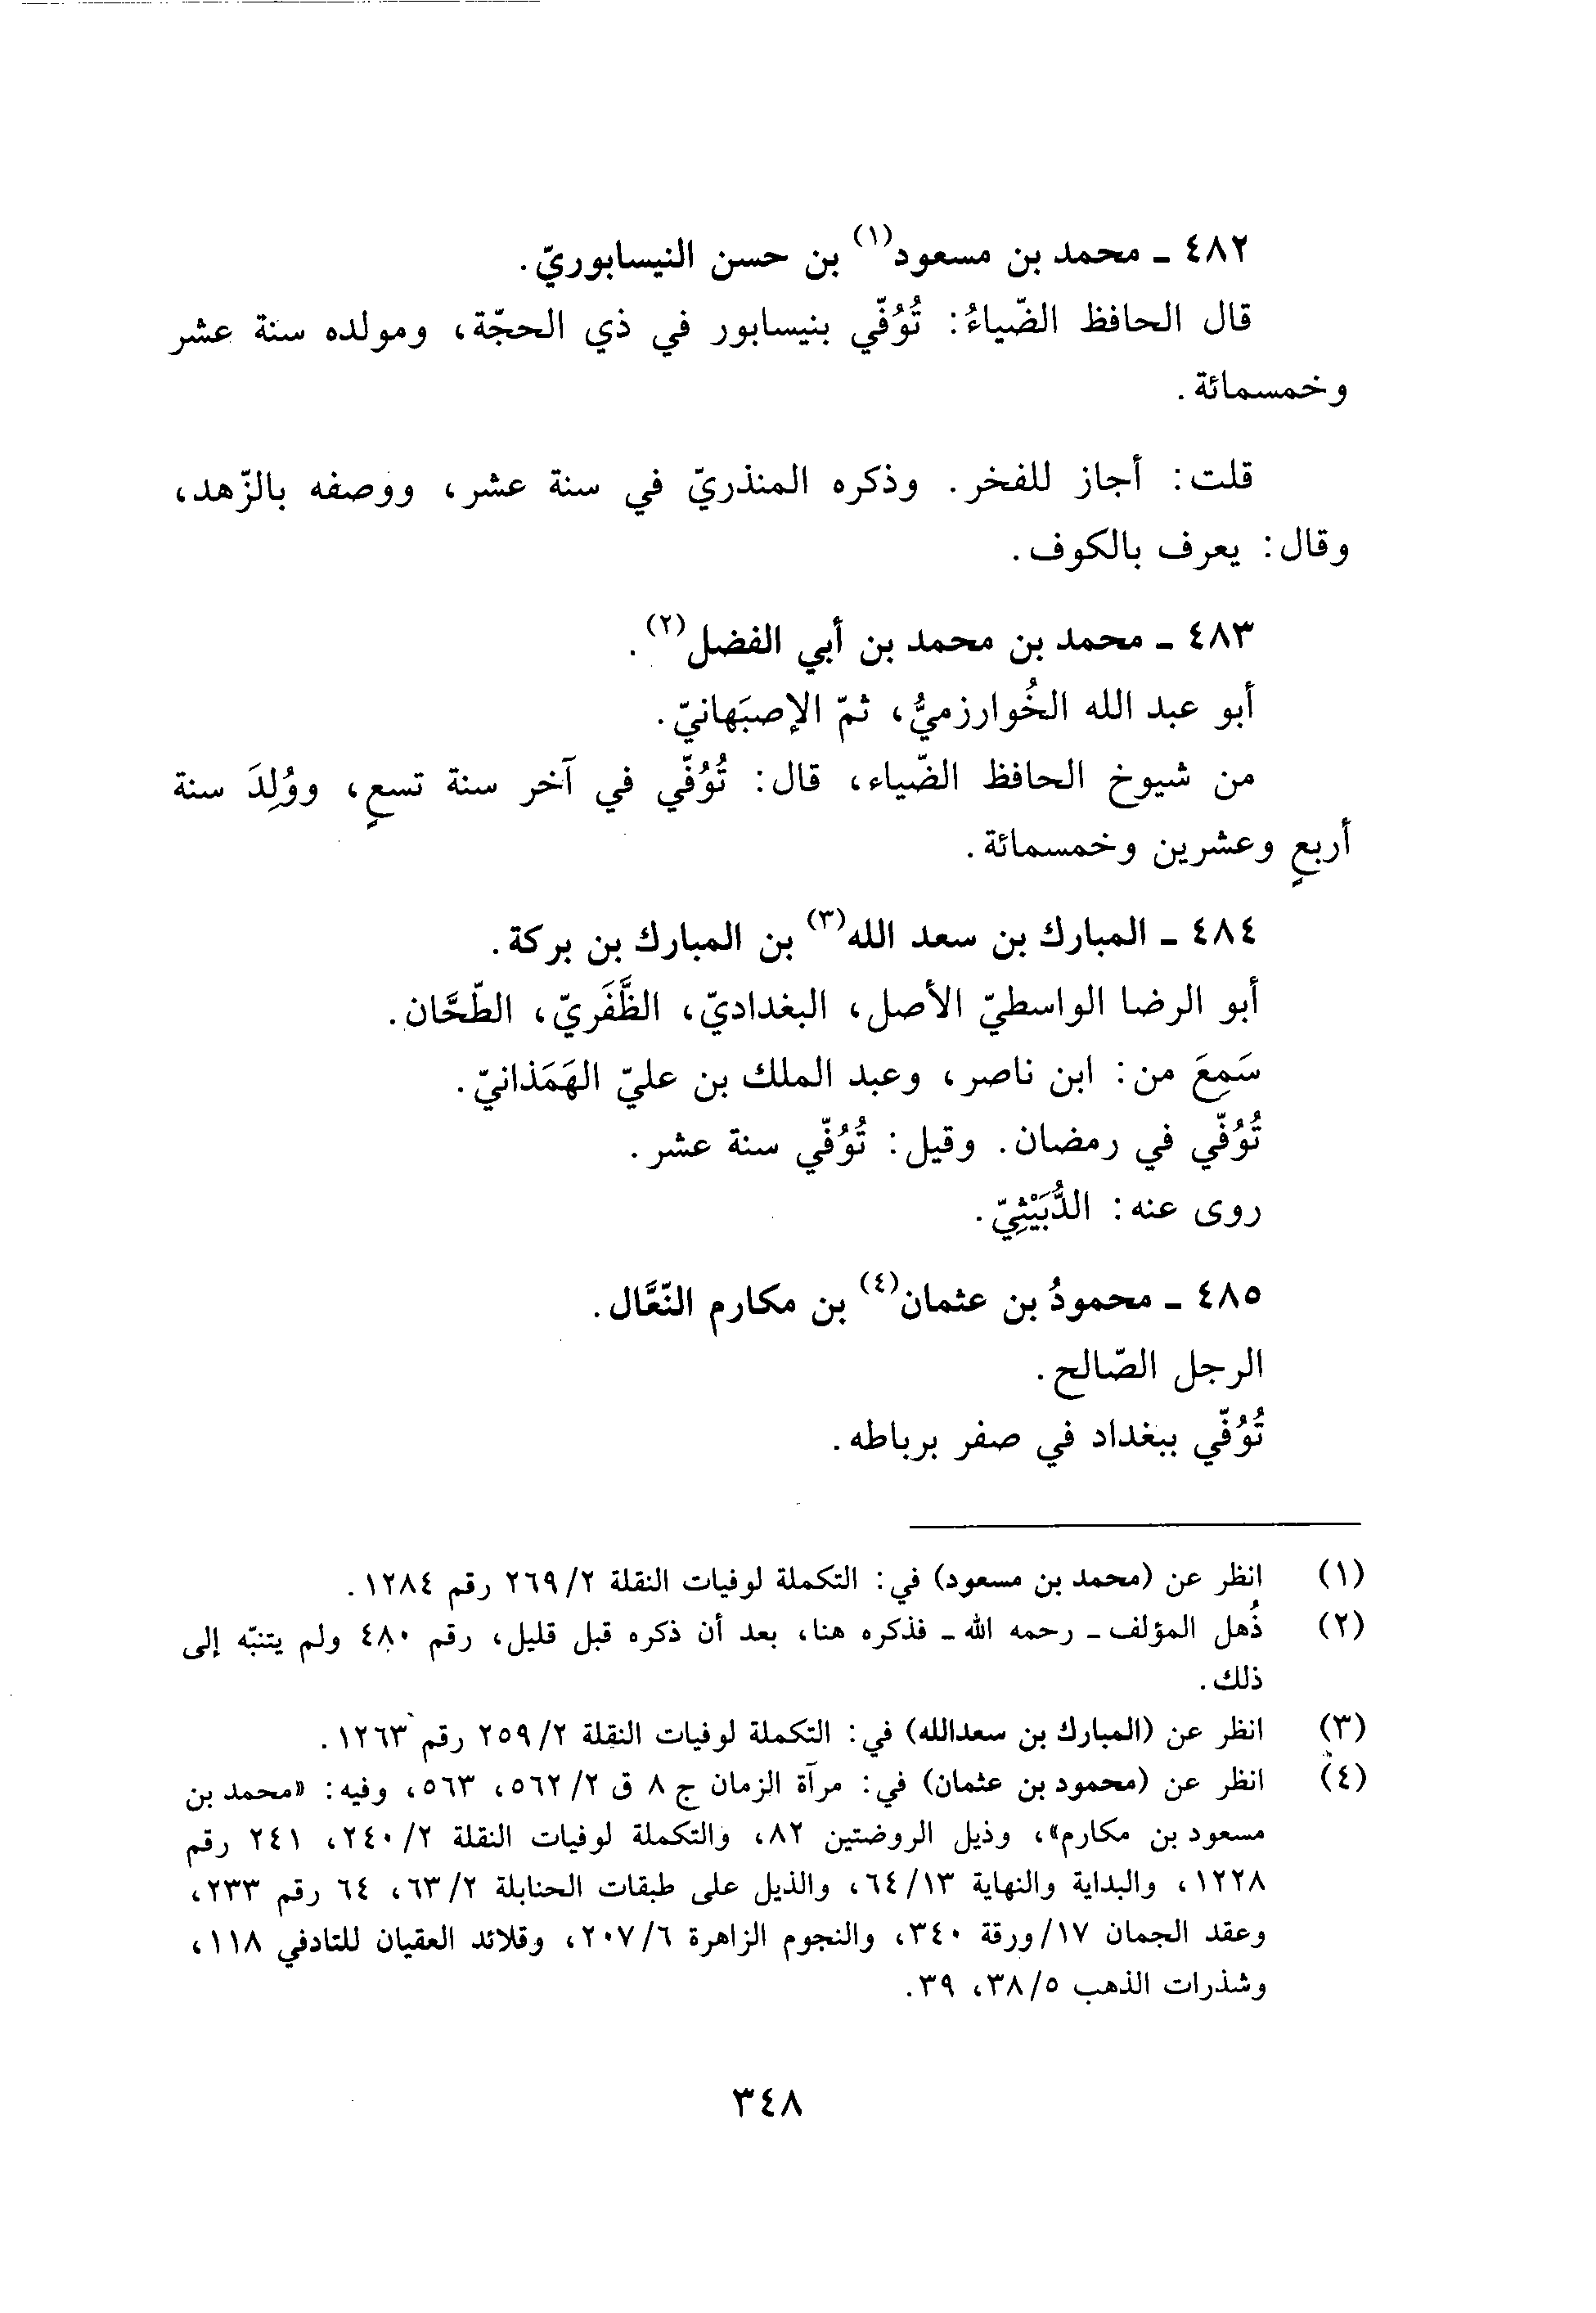 ٤٨٢ ـ محمد بن مسعود(١) بن حسن النيسابوريّ.
قال الحافظ الضّياءُ: تُوُفّي بنيسابور في ذي الحجّة، ومولده سنة عشر
وخمسمائة.
قلت: أجاز للفخر. وذكره المنذريّ في سنة عشر، ووصفه بالزّهد،
وقال: يعرف بالكوف.
٤٨٣ ـ محمد بن محمد بن أبي الفضل(٢).
أبو عبد الله الخُوارزميُّ، ثمّ الإصبَهانيّ.
من شيوخ الحافظ الضّياء، قال: تُوُفّي في آخر سنة تسعٍ، ووُلِدَ سنة
أربعٍ وعشرين وخمسمائة.
٤٨٤ ـ المبارك بن سعد الله(٣) بن المبارك بن بركة.
أبو الرضا الواسطيّ الأصل، البغداديّ، الظَّفَريّ، الطّحَّان.
سَمِعَ من: ابن ناصر، وعبد الملك بن عليّ الهَمَذانيّ.
تُوُفّي في رمضان. وقيل: تُوُفّي سنة عشر.
روى عنه: الدُّبَيْثِيّ.
٤٨٥ ـ محمودُ بن عثمان(٤) بن مكارم النّعَّال.
الرجل الصّالح.
تُوُفّي ببغداد في صفر برباطه.
(١) انظر عن (محمد بن مسعود) في: التكملة لوفيات النقلة ٢/ ٢٦٩ رقم ١٢٨٤.
(٢) ذُهل المؤلف ـ رحمه الله ـ فذكره هنا، بعد أن ذكره قبل قليل، رقم ٤٨٠ ولم يتنبّه إلى
ذلك.
(٣) انظر عن (المبارك بن سعدالله) في: التكملة لوفيات النقلة ٢/ ٢٥٩ رقم ١٢٦٣.
(٤) انظر عن (محمود بن عثمان) في: مرآة الزمان ج ٨ ق ٢/ ٥٦٢، ٥٦٣، وفيه: «محمد بن
مسعود بن مكارم»، وذيل الروضتين ٨٢، والتكملة لوفيات النقلة ٢/ ٢٤٠، ٢٤١ رقم
١٢٢٨، والبداية والنهاية ١٣/ ٦٤، والذيل على طبقات الحنابلة ٢/ ٦٣، ٦٤ رقم ٢٣٣،
وعقد الجمان ١٧/ ورقة ٣٤٠، والنجوم الزاهرة ٦/ ٢٠٧، وقلائد العقيان للتادفي ١١٨،
وشذرات الذهب ٥/ ٣٨، ٣٩.
٣٤٨